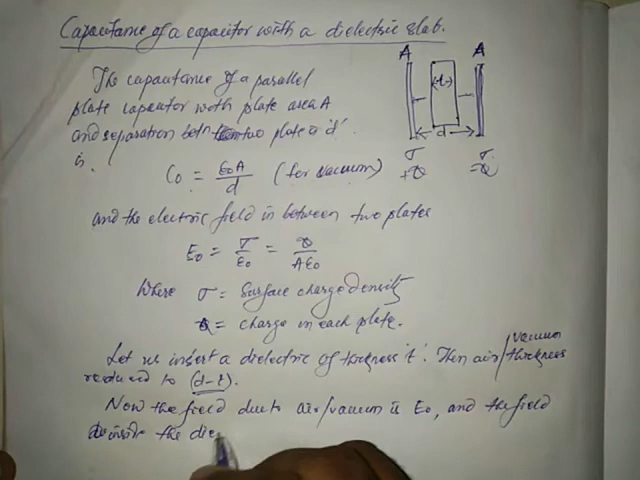 Capacitance of a capacitor with a dielectric slab.
A A
The capacitance of a parallel
plate capacitor with plate area A
and separation betn two plate is 'd'.
is.
t
d
C0 = ε0A/d (for vacuum)
σ σ
+Q -Q
and the electric field in between two plates
E0 = σ/ε0 = Q/Aε0
Where σ = Surface charge density
Q = charge in each plate.
Let us insert a dielectric of thickness 't'. Then air/vacuum thickness
reduced to (d-t).
Now the field due to air/vacuum is E0, and the field
inside the die